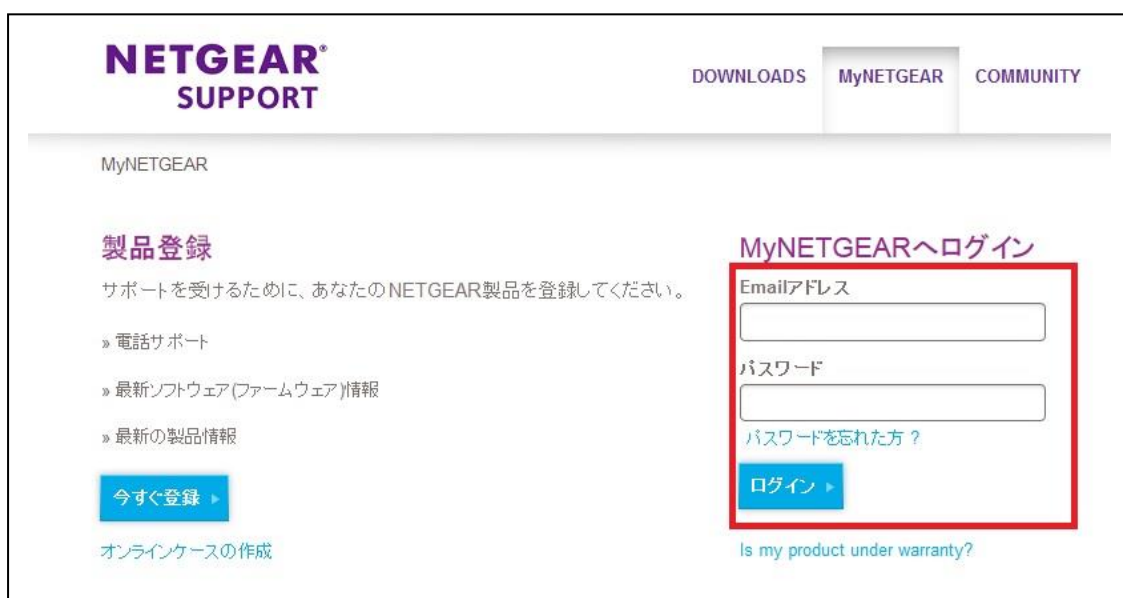 NETGEAR®
SUPPORT
DOWNLOADS
MyNETGEAR
COMMUNITY
MyNETGEAR
製品登録
サポートを受けるために、あなたのNETGEAR製品を登録してください。
» 電話サポート
» 最新ソフトウェア(ファームウェア)情報
» 最新の製品情報
今すぐ登録
オンラインケースの作成
MyNETGEARへログイン
Emailアドレス
パスワード
パスワードを忘れた方 ?
ログイン
Is my product under warranty?